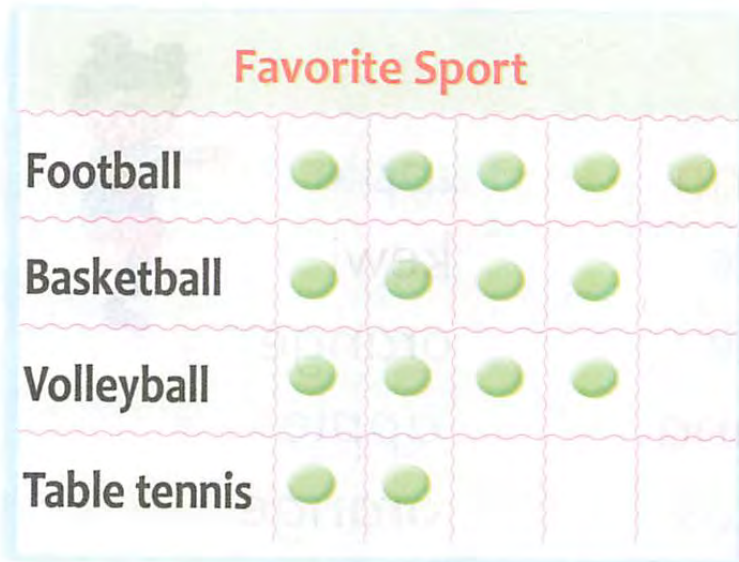 Favorite Sport
Football
Basketball
Volleyball
Table tennis